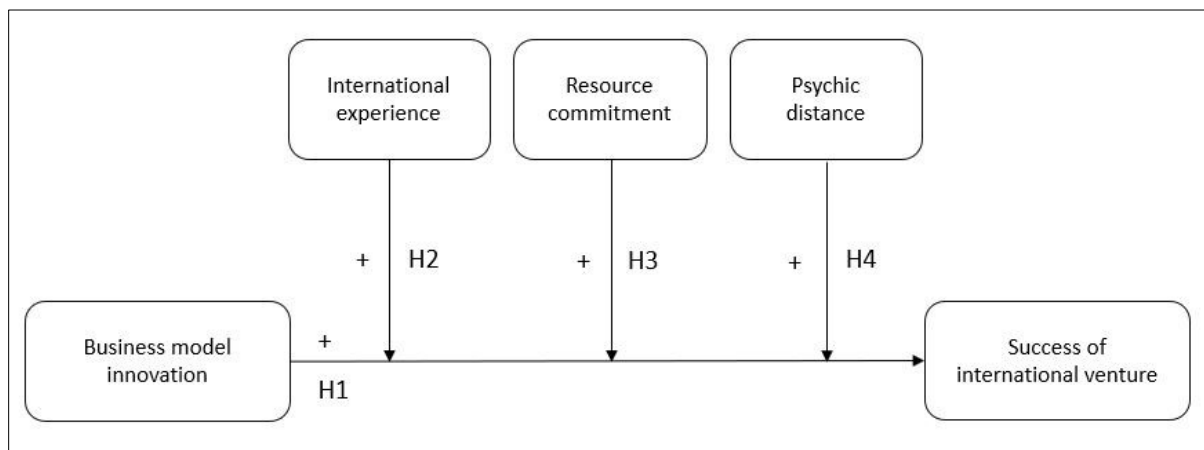 International
experience
Resource
commitment
Psychic
distance
+ H2
+ H3
+ H4
Business model
innovation
+
H1
Success of
international venture